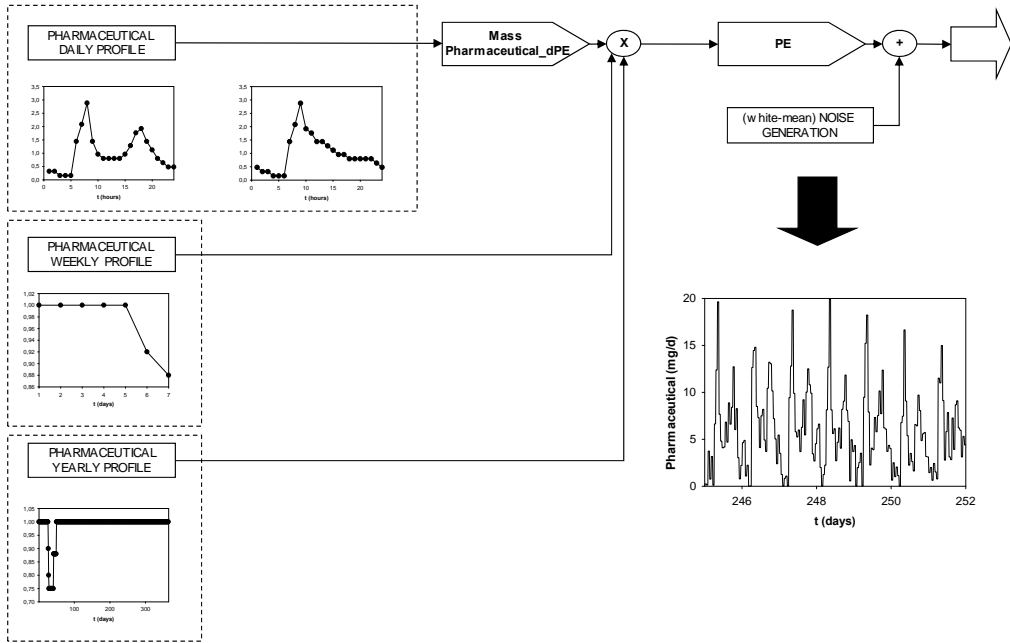 PHARMACEUTICAL
DAILY PROFILE
Mass
Pharmaceutical_dPE
X
PE
+
(white-mean) NOISE
GENERATION
3,5
3,0
2,5
2,0
1,5
1,0
0,5
0,0
0 5 10 15 20
t (hours)
3,5
3,0
2,5
2,0
1,5
1,0
0,5
0,0
0 5 10 15 20
t (hours)
PHARMACEUTICAL
WEEKLY PROFILE
1,02
1,00
0,98
0,96
0,94
0,92
0,90
0,88
0,86
1 2 3 4 5 6 7
t (days)
PHARMACEUTICAL
YEARLY PROFILE
1,05
1,00
0,95
0,90
0,85
0,80
0,75
0,70
100 200 300
t (days)
Pharmaceutical (mg/d)
20
15
10
5
0
246 248 250 252
t (days)